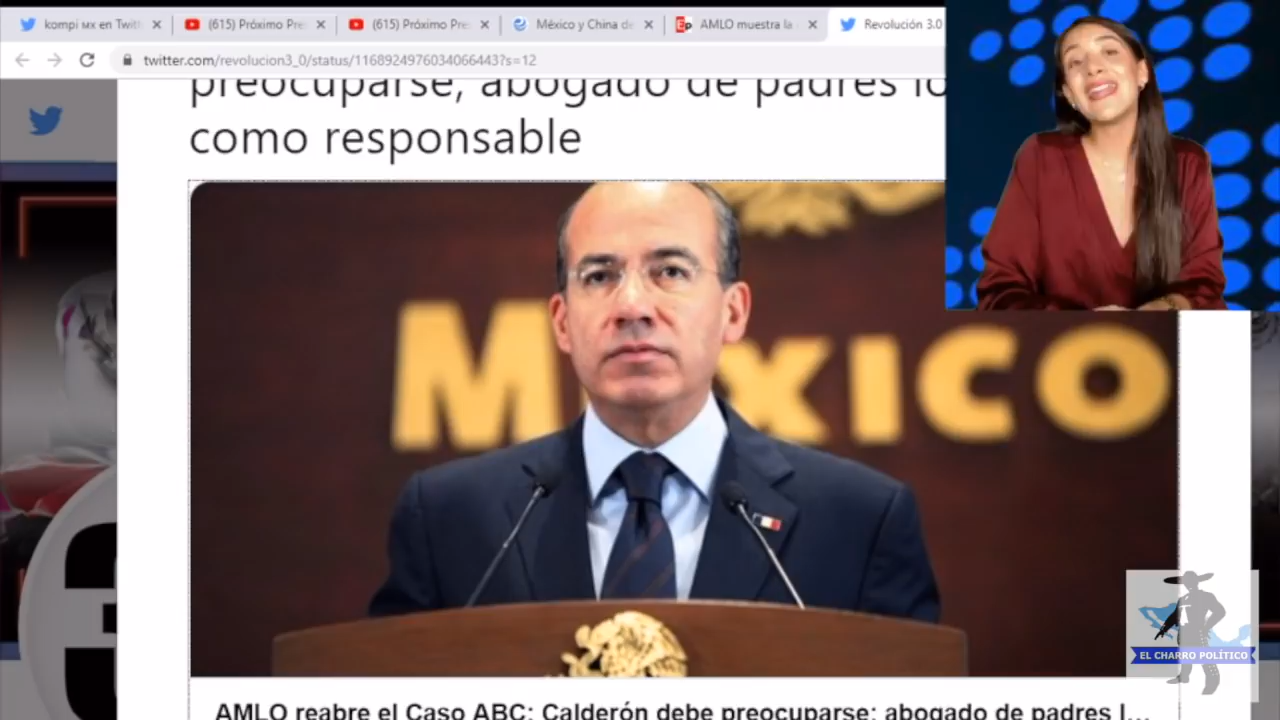 kompi mx en Twitt
(615) Próximo Pre
(615) Próximo Pre
México y China de
AMLO muestra la
Revolución 3.0
twitter.com/revolucion3_0/status/1168924976034066443?s=12
preocuparse; abogado de padres lo
como responsable
MÉXICO
EL CHARRO POLÍTICO
AMLO reabre el Caso ABC: Calderón debe preocuparse; abogado de padres l...